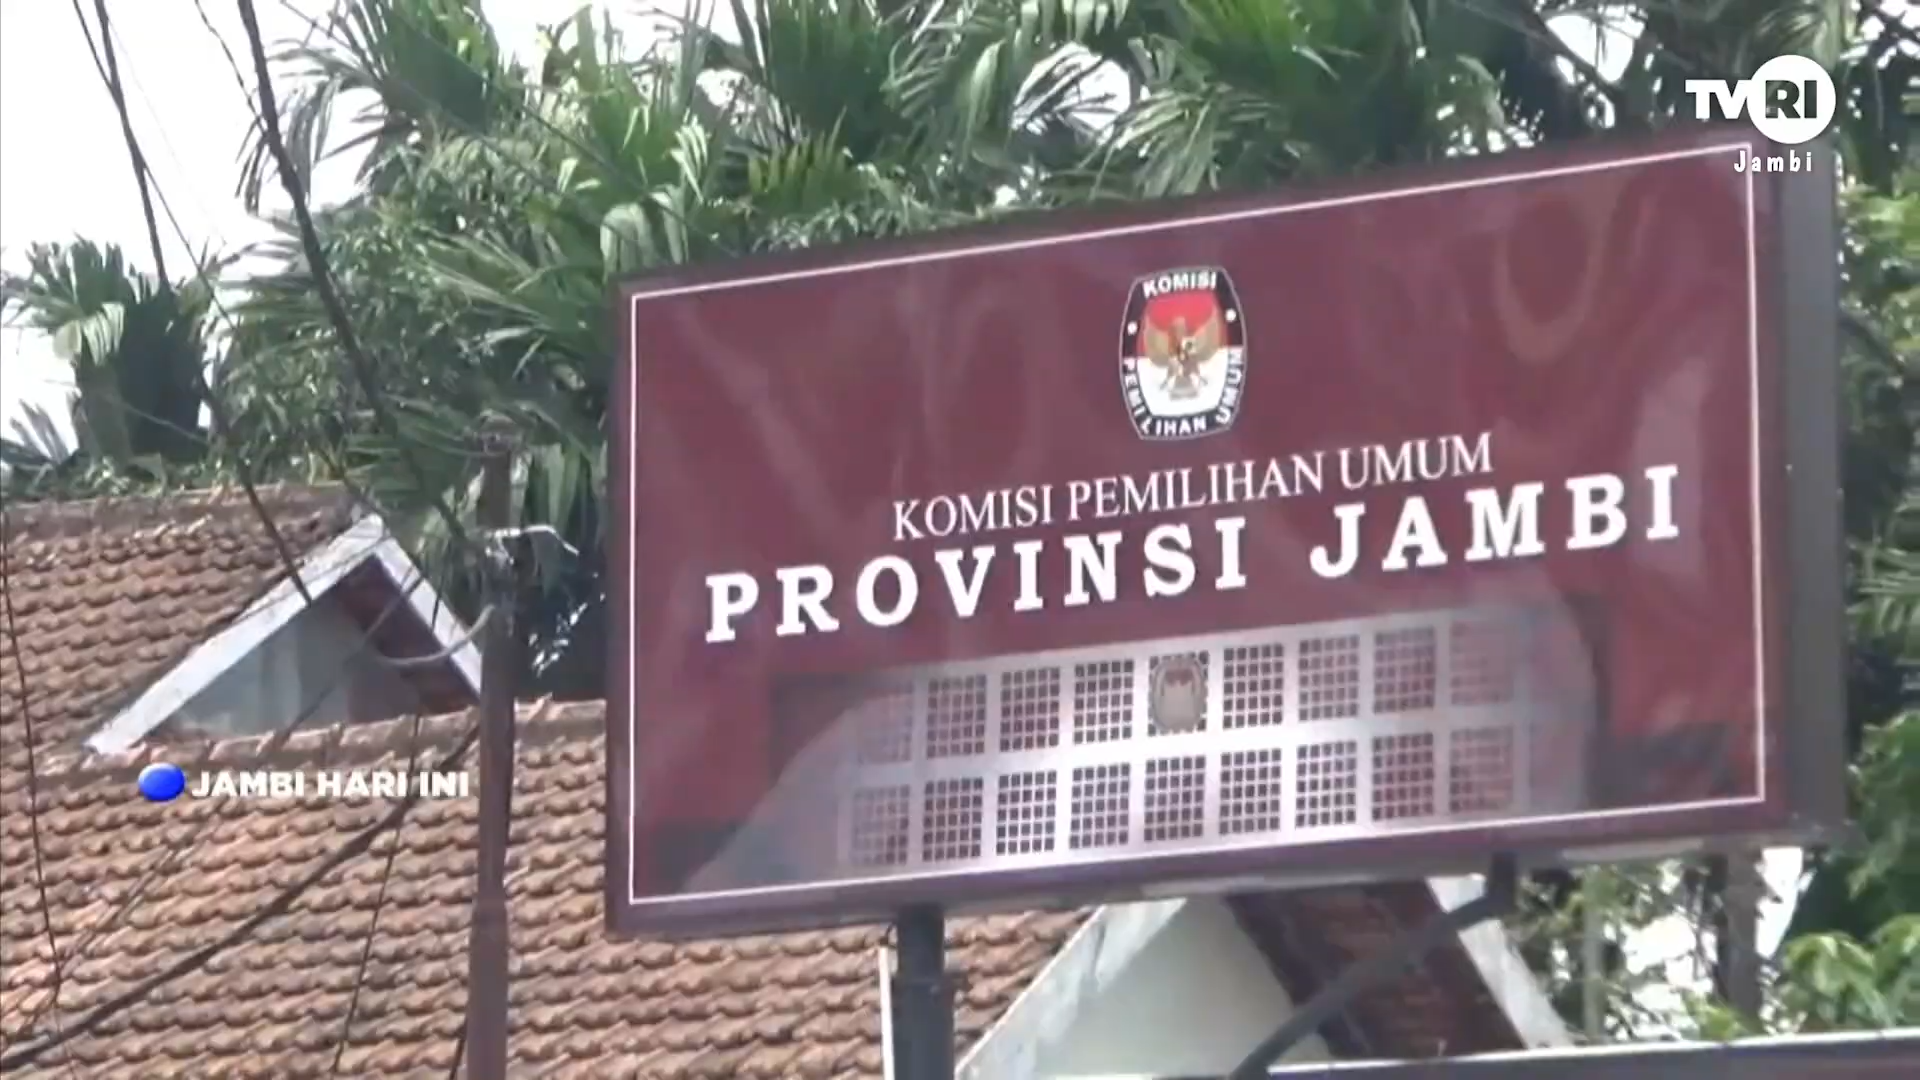 TVRI
Jambi
KOMISI
PEMILIHAN UMUM
KOMISI PEMILIHAN UMUM
PROVINSI JAMBI
JAMBI HARI INI